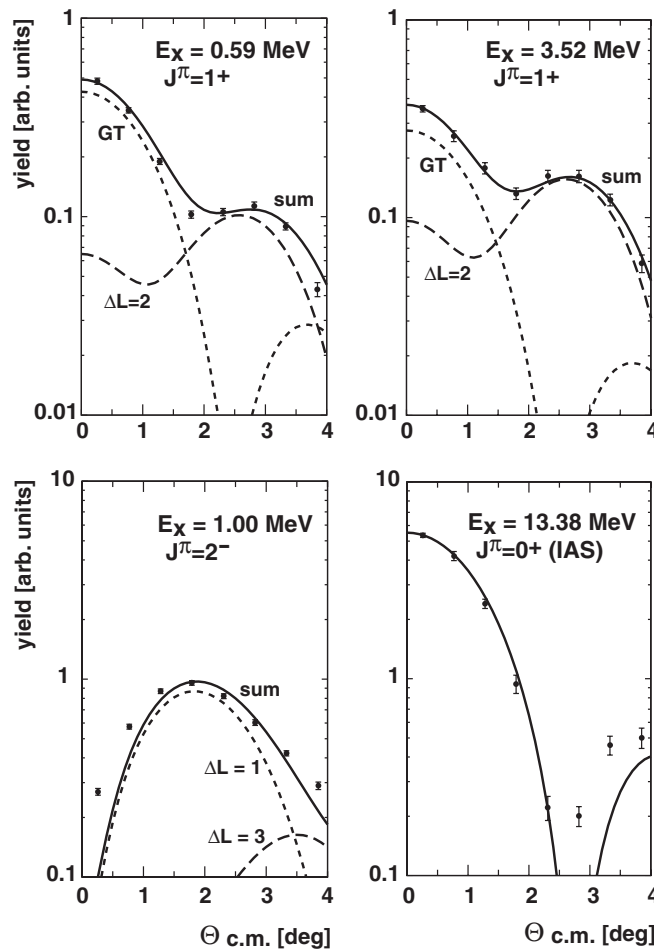 yield [arb. units]
1
0.1
0.01
0 1 2 3 4
E_x = 0.59 MeV
J^π=1+
GT
sum
ΔL=2
1
0.1
0.01
0 1 2 3 4
E_x = 3.52 MeV
J^π=1+
GT
sum
ΔL=2
yield [arb. units]
10
1
0.1
0 1 2 3 4
E_x = 1.00 MeV
J^π=2^-
sum
ΔL = 1
ΔL = 3
Θ c.m. [deg]
10
1
0.1
0 1 2 3 4
E_x = 13.38 MeV
J^π=0+ (IAS)
Θ c.m. [deg]